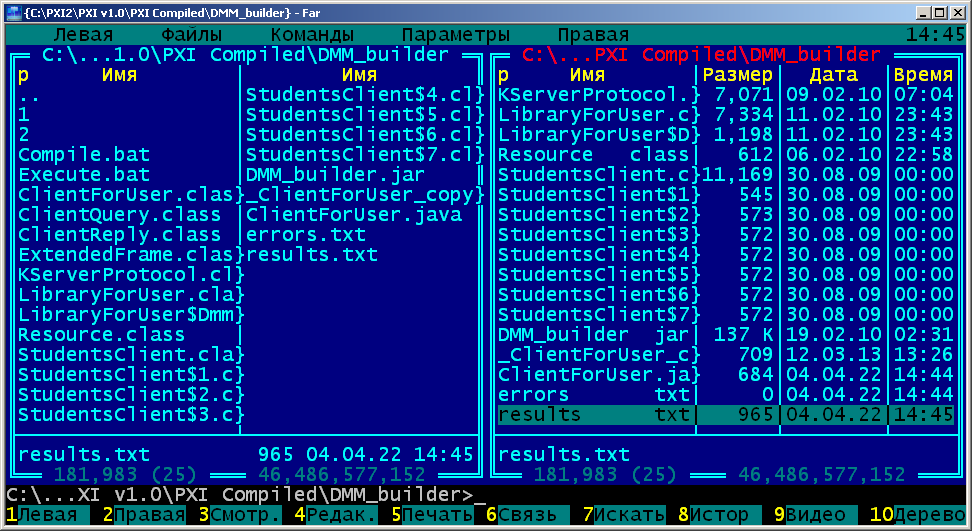 {C:\PXI2\PXI v1.0\PXI Compiled\DMM_builder} - Far
Левая Файлы Команды Параметры Правая 14:45
C:\...1.0\PXI Compiled\DMM_builder
р Имя Имя
.. StudentsClient$4.cl}
1 StudentsClient$5.cl}
2 StudentsClient$6.cl}
Compile.bat StudentsClient$7.cl}
Execute.bat DMM_builder.jar
ClientForUser.clas} _ClientForUser_copy}
ClientQuery.class ClientForUser.java
ClientReply.class errors.txt
ExtendedFrame.clas} results.txt
KServerProtocol.cl}
LibraryForUser.cla}
LibraryForUser$Dmm}
Resource.class
StudentsClient.cla}
StudentsClient$1.c}
StudentsClient$2.c}
StudentsClient$3.c}
results.txt 965 04.04.22 14:45
181,983 (25) 46,486,577,152
C:\...PXI Compiled\DMM_builder
р Имя Размер Дата Время
KServerProtocol.} 7,071 09.02.10 07:04
LibraryForUser.c} 7,334 11.02.10 23:43
LibraryForUser$D} 1,198 11.02.10 23:43
Resource class 612 06.02.10 22:58
StudentsClient.c} 11,169 30.08.09 00:00
StudentsClient$1} 545 30.08.09 00:00
StudentsClient$2} 573 30.08.09 00:00
StudentsClient$3} 572 30.08.09 00:00
StudentsClient$4} 572 30.08.09 00:00
StudentsClient$5} 572 30.08.09 00:00
StudentsClient$6} 572 30.08.09 00:00
StudentsClient$7} 572 30.08.09 00:00
DMM_builder jar 137 K 19.02.10 02:31
_ClientForUser_c} 709 12.03.13 13:26
ClientForUser.ja} 684 04.04.22 14:44
errors txt 0 04.04.22 14:44
results txt 965 04.04.22 14:45
results.txt
181,983 (25) 46,486,577,152
C:\...XI v1.0\PXI Compiled\DMM_builder>_
1Левая 2Правая 3Смотр. 4Редак. 5Печать 6Связь 7Искать 8Истор 9Видео 10Дерево